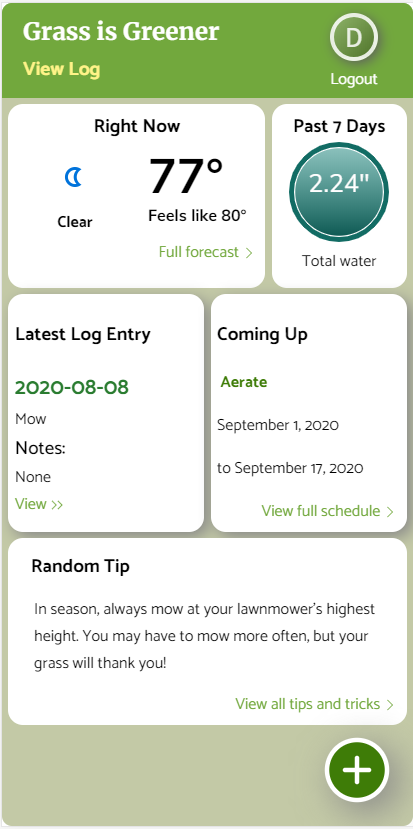 Grass is Greener
D
View Log
Logout
Right Now
77°
Feels like 80°
Clear
Full forecast
Past 7 Days
2.24"
Total water
Latest Log Entry
2020-08-08
Mow
Notes:
None
View
Coming Up
Aerate
September 1, 2020
to September 17, 2020
View full schedule
Random Tip
In season, always mow at your lawnmower's highest
height. You may have to mow more often, but your
grass will thank you!
View all tips and tricks